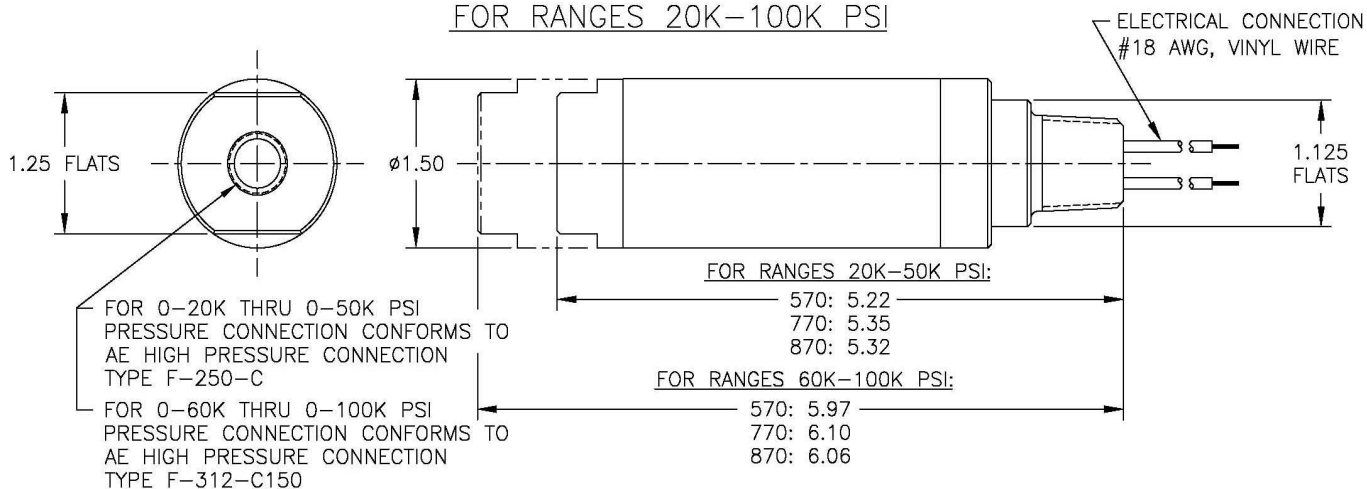 FOR RANGES 20K-100K PSI
ELECTRICAL CONNECTION
#18 AWG, VINYL WIRE
1.25 FLATS
ø1.50
1.125
FLATS
FOR RANGES 20K-50K PSI:
570: 5.22
770: 5.35
870: 5.32
FOR 0-20K THRU 0-50K PSI
PRESSURE CONNECTION CONFORMS TO
AE HIGH PRESSURE CONNECTION
TYPE F-250-C
FOR RANGES 60K-100K PSI:
570: 5.97
770: 6.10
870: 6.06
FOR 0-60K THRU 0-100K PSI
PRESSURE CONNECTION CONFORMS TO
AE HIGH PRESSURE CONNECTION
TYPE F-312-C150